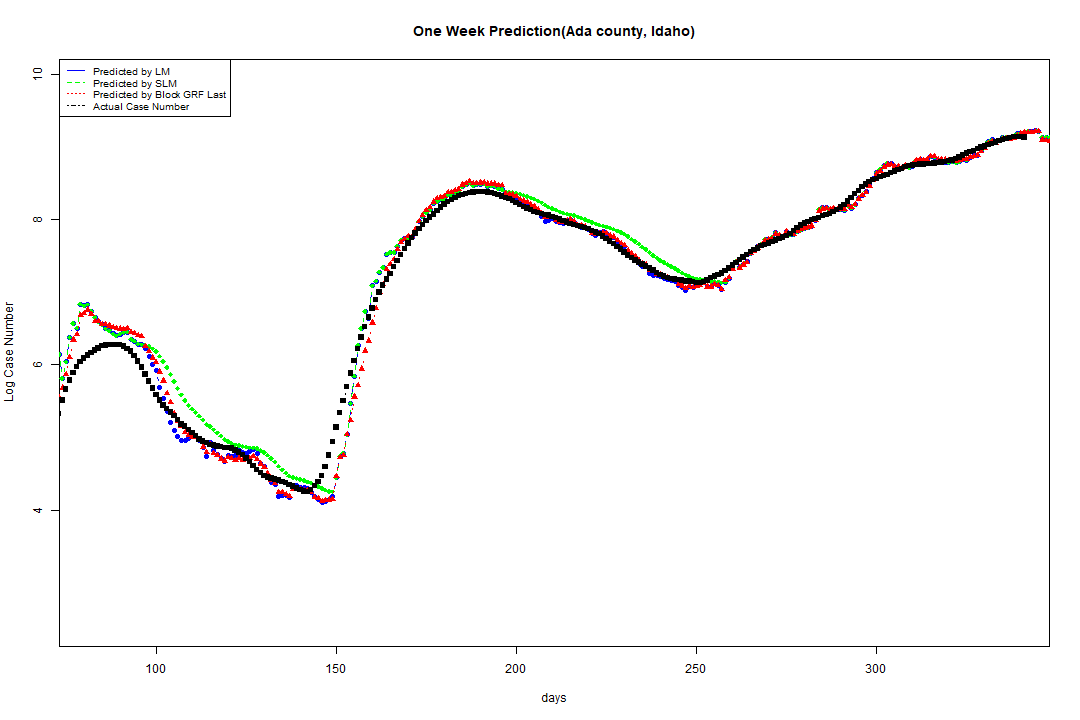 One Week Prediction(Ada county, Idaho)
Predicted by LM
Predicted by SLM
Predicted by Block GRF Last
Actual Case Number
10
8
6
4
Log Case Number
100 150 200 250 300
days